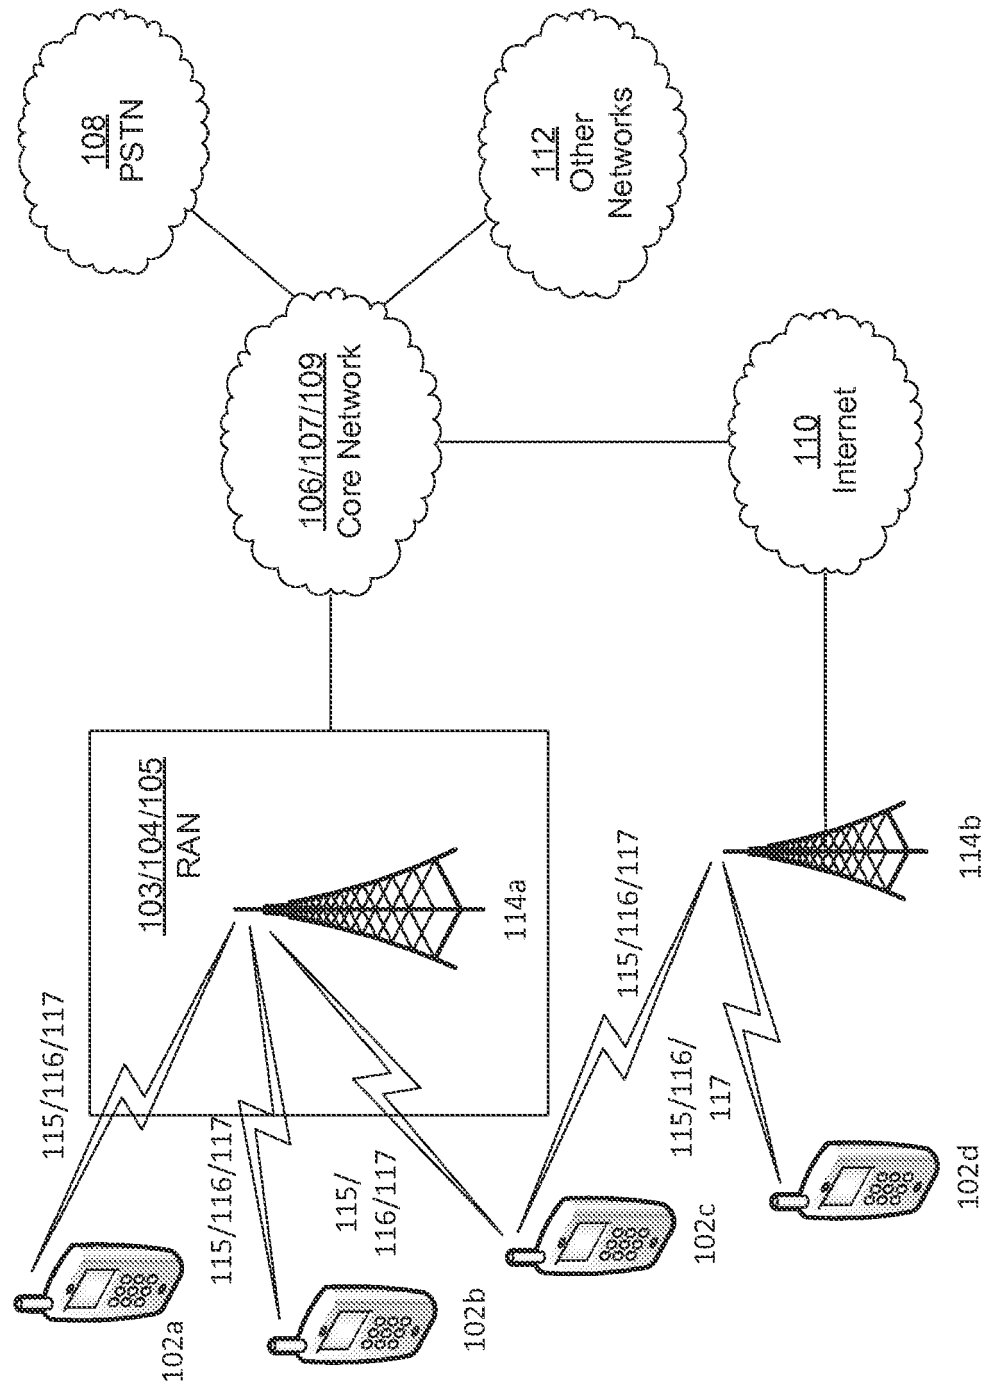 108
PSTN
112
Other
Networks
106/107/109
Core Network
110
Internet
103/104/105
RAN
114a
114b
115/116/117
115/116/117
115/
116/117
115/116/117
115/116/
117
102a
102b
102c
102d